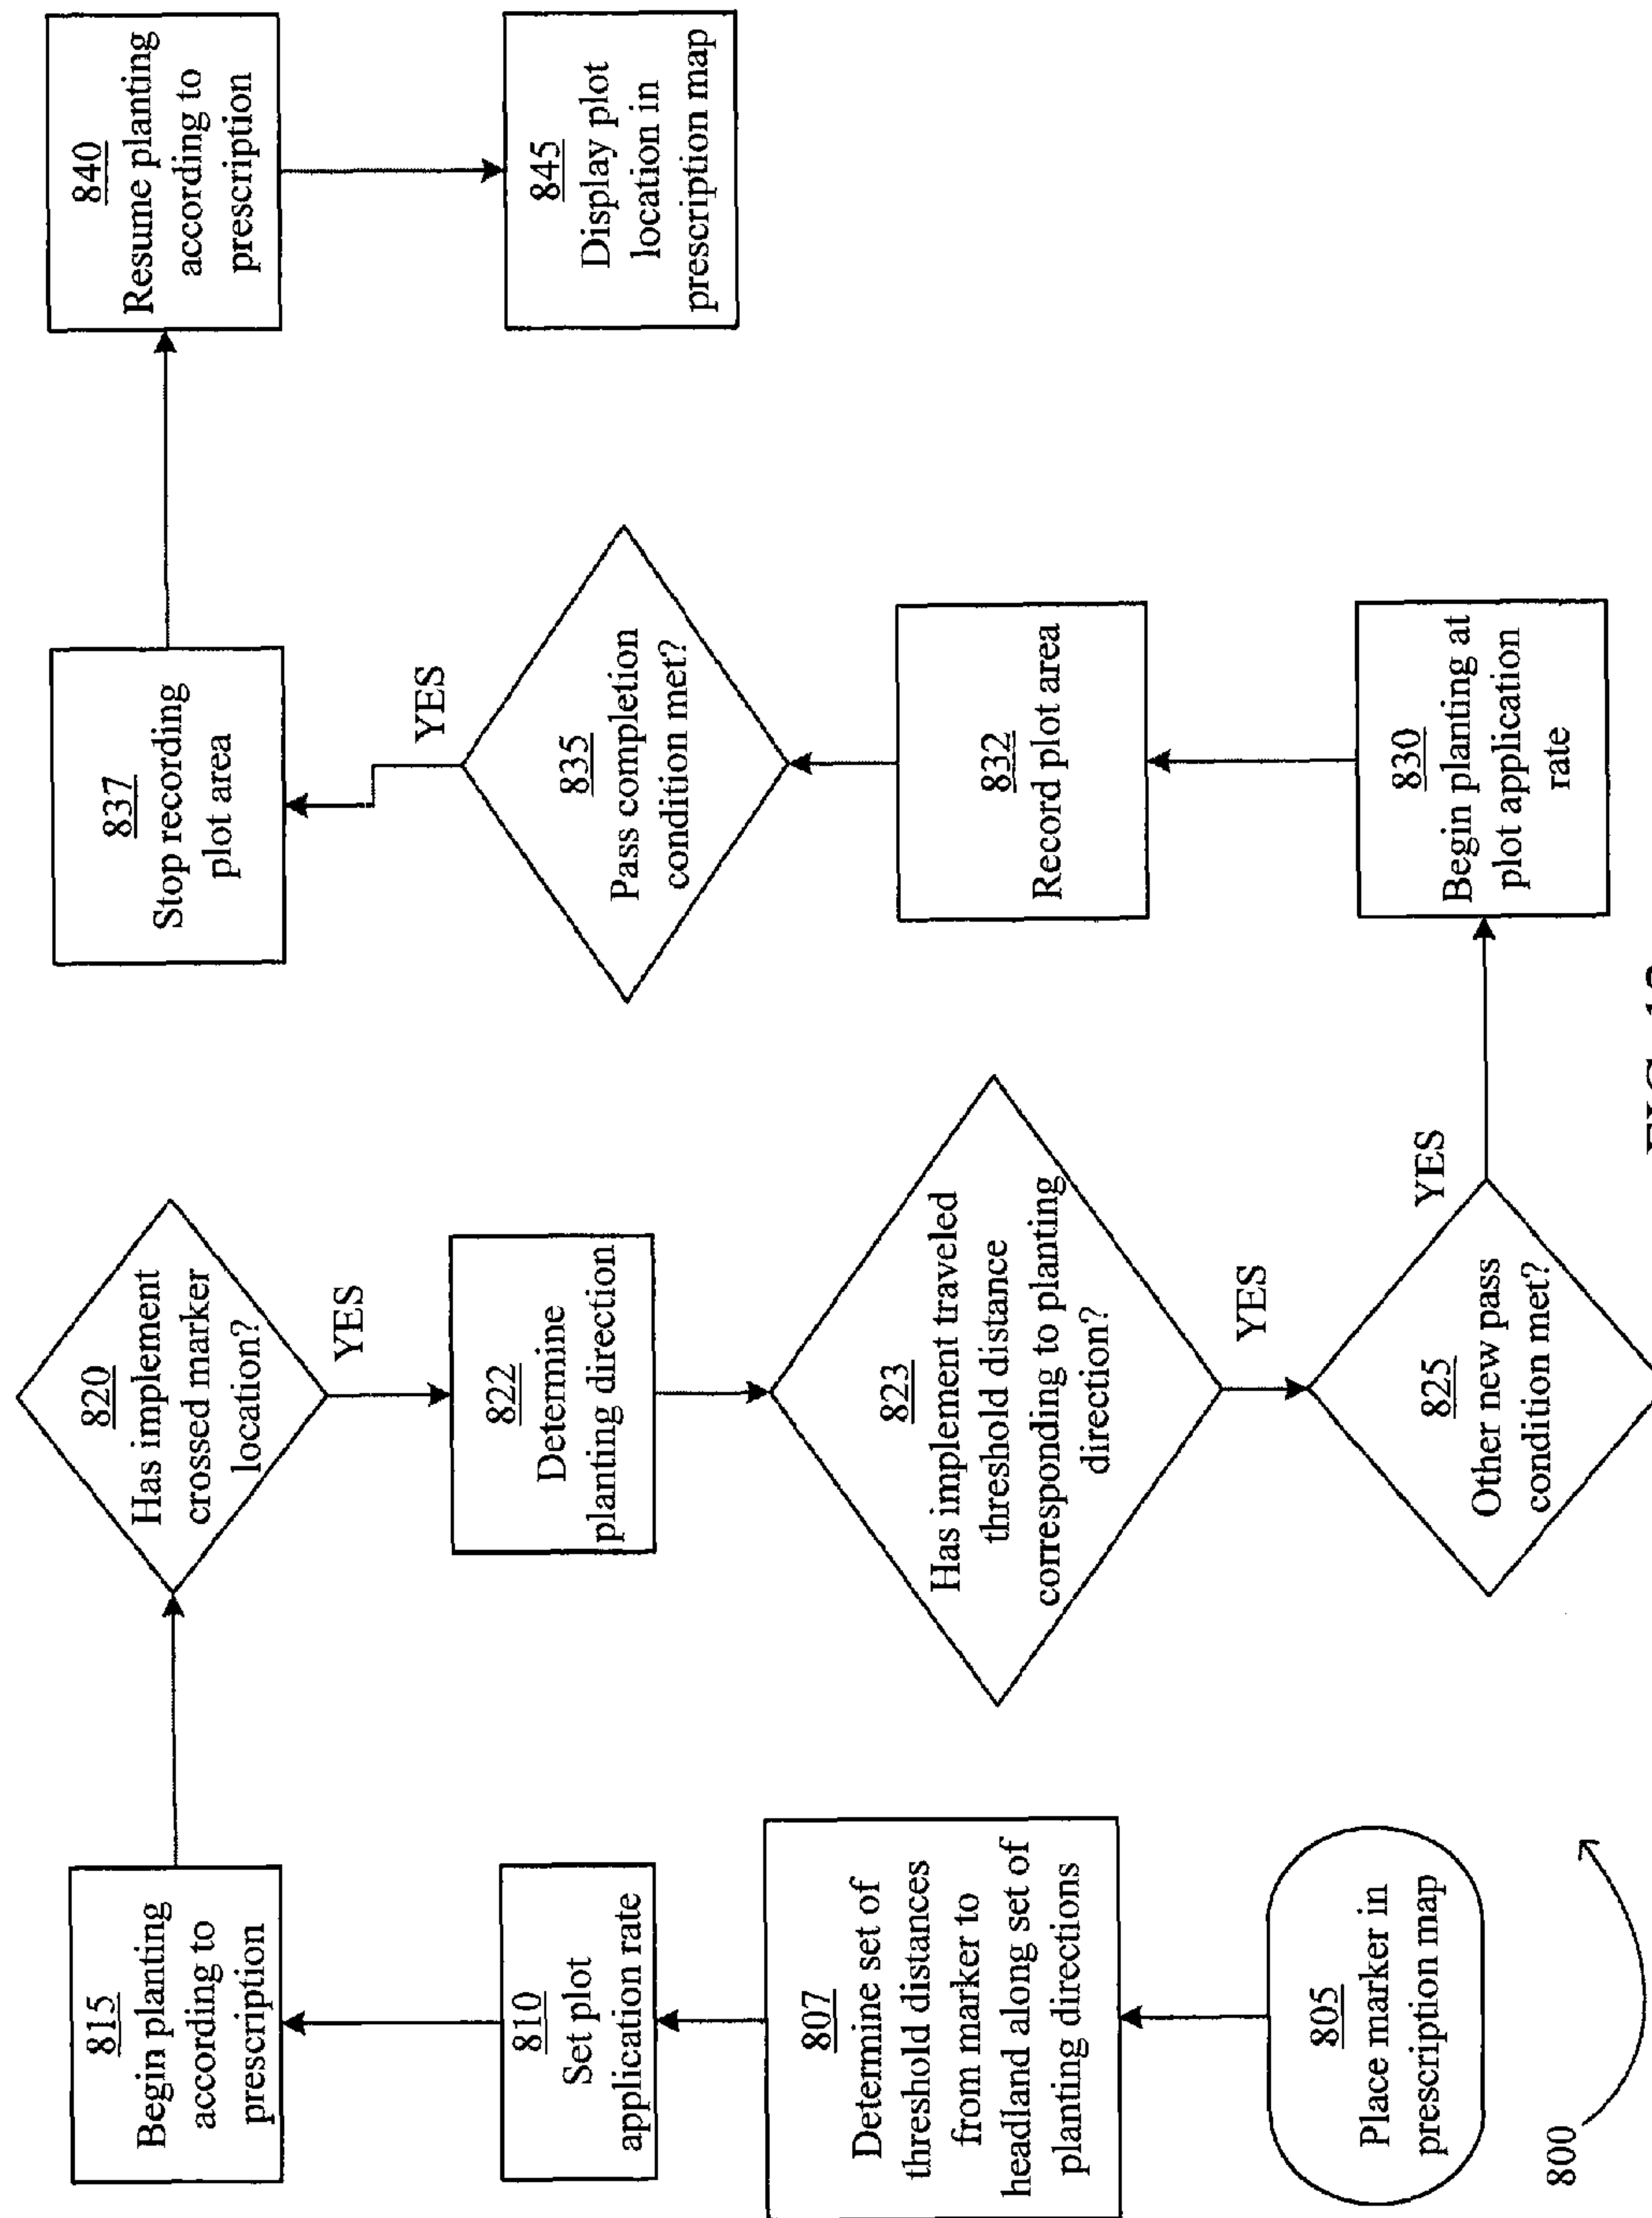 805
Place marker in
prescription map
807
Determine set of
threshold distances
from marker to
headland along set of
planting directions
810
Set plot
application rate
815
Begin planting
according to
prescription
820
Has implement
crossed marker
location?
YES
822
Determine
planting direction
823
Has implement traveled
threshold distance
corresponding to planting
direction?
YES
825
Other new pass
condition met?
YES
830
Begin planting at
plot application
rate
832
Record plot area
835
Pass completion
condition met?
YES
837
Stop recording
plot area
840
Resume planting
according to
prescription
845
Display plot
location in
prescription map
800
FIG.